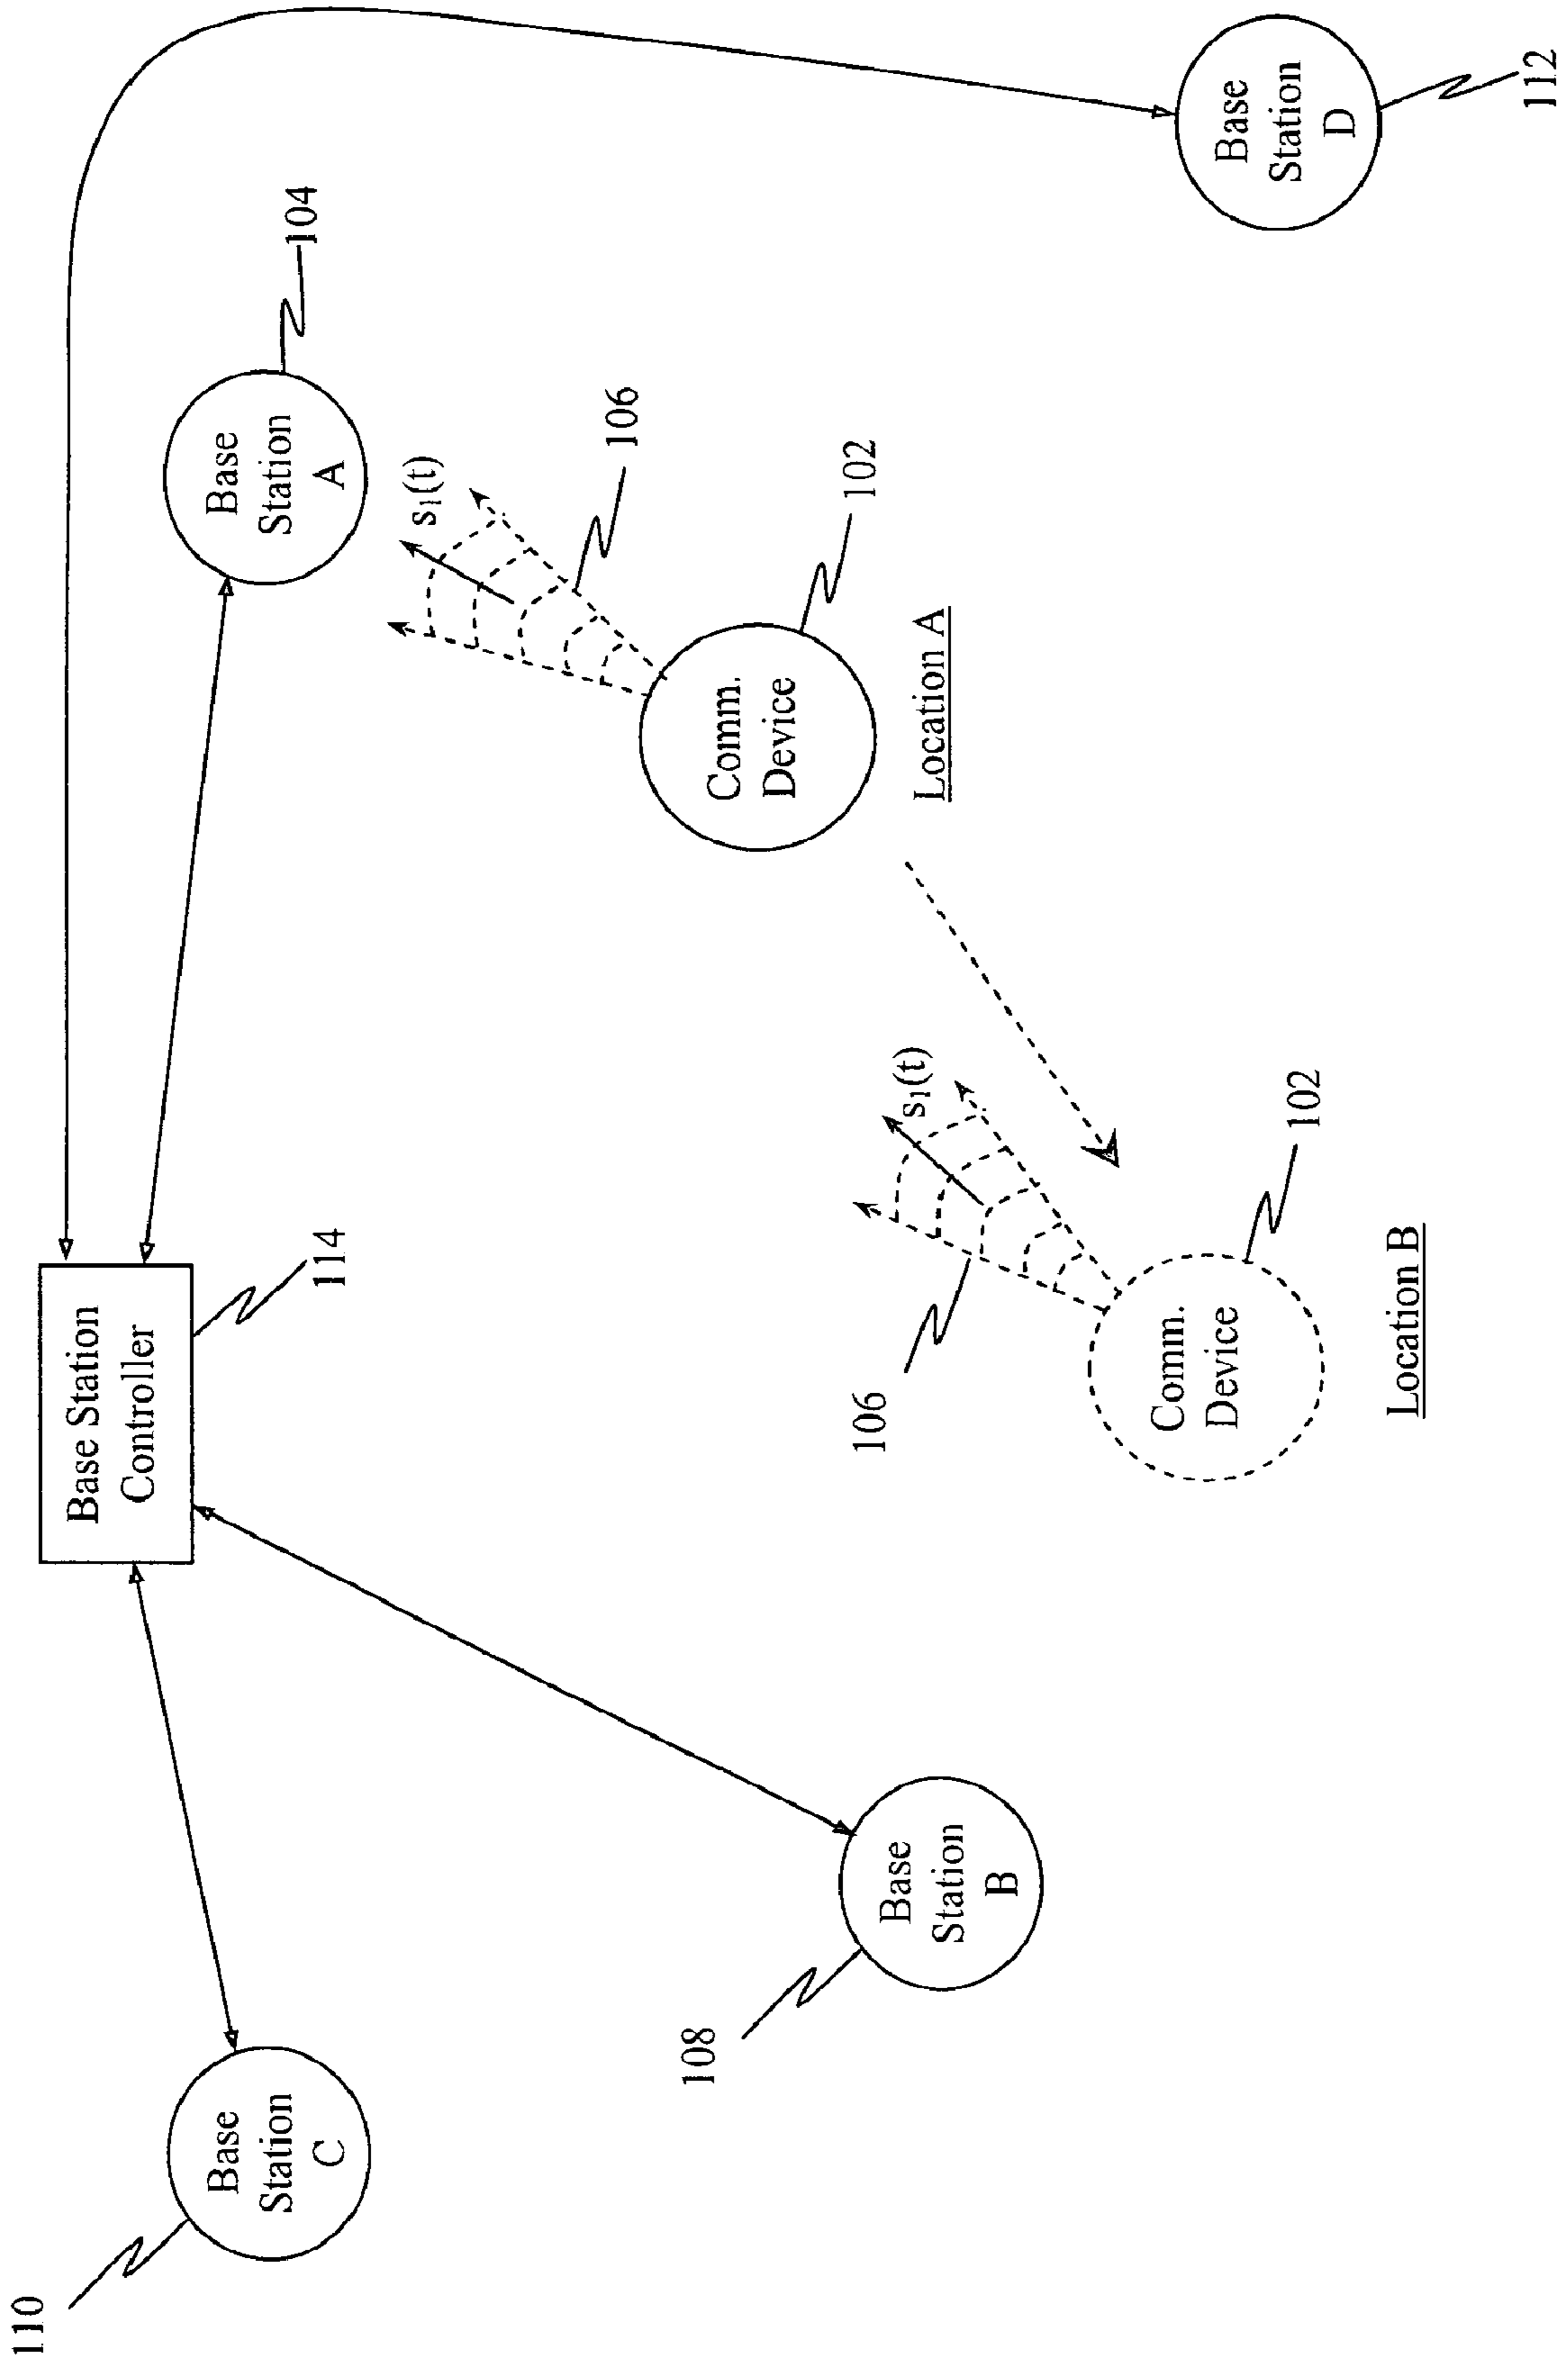 Base Station
Controller
114
110
Base
Station
C
Base
Station
A
104
s1(t)
106
108
Base
Station
B
Comm.
Device
102
Location A
106
s1(t)
Comm.
Device
102
Location B
Base
Station
D
112